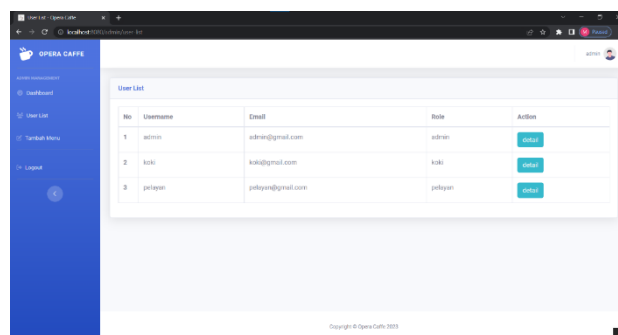 User List - Opera Caffe
localhost:8080/admin/user-list
Paused
OPERA CAFFE
admin
ADMIN MANAGEMENT
Dashboard
User List
Tambah Menu
Logout
User List
No Username Email Role Action
1 admin admin@gmail.com admin detail
2 koki koki@gmail.com koki detail
3 pelayan pelayan@gmail.com pelayan detail
Copyright © Opera Caffe 2023